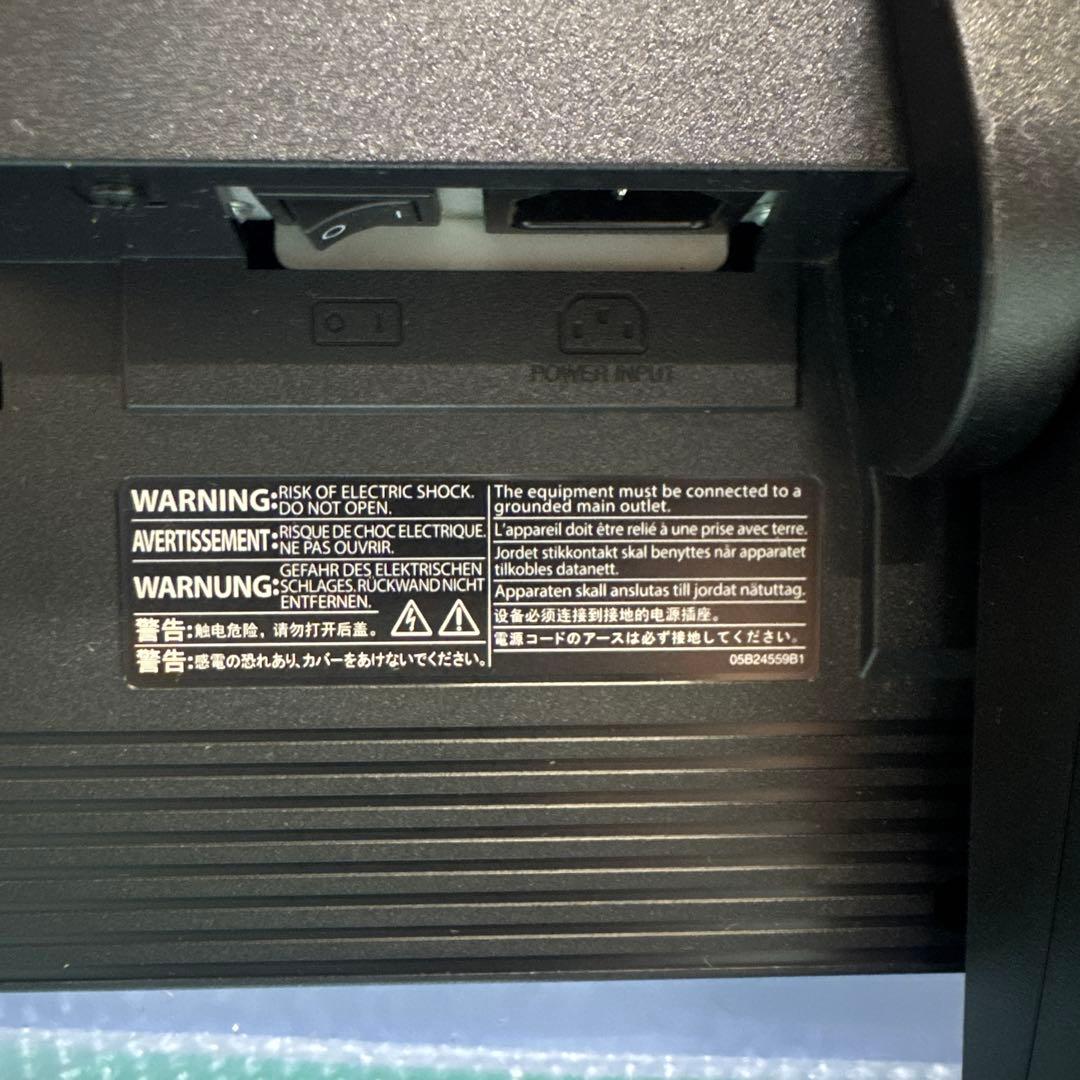 POWER INPUT
WARNING: RISK OF ELECTRIC SHOCK.
DO NOT OPEN.
AVERTISSEMENT: RISQUE DE CHOC ELECTRIQUE.
NE PAS OUVRIR.
WARNUNG: GEFAHR DES ELEKTRISCHEN
SCHLAGES. RÜCKWAND NICHT
ENTFERNEN.
警告:触电危险，请勿打开后盖。
警告:感電の恐れあり、カバーをあけないでください。
The equipment must be connected to a
grounded main outlet.
L'appareil doit être relié à une prise avec terre.
Jordet stikkontakt skal benyttes når apparatet
tilkobles datanett.
Apparaten skall anslutas till jordat nätuttag.
设备必须连接到接地的电源插座。
電源コードのアースは必ず接地してください。
05B24559B1